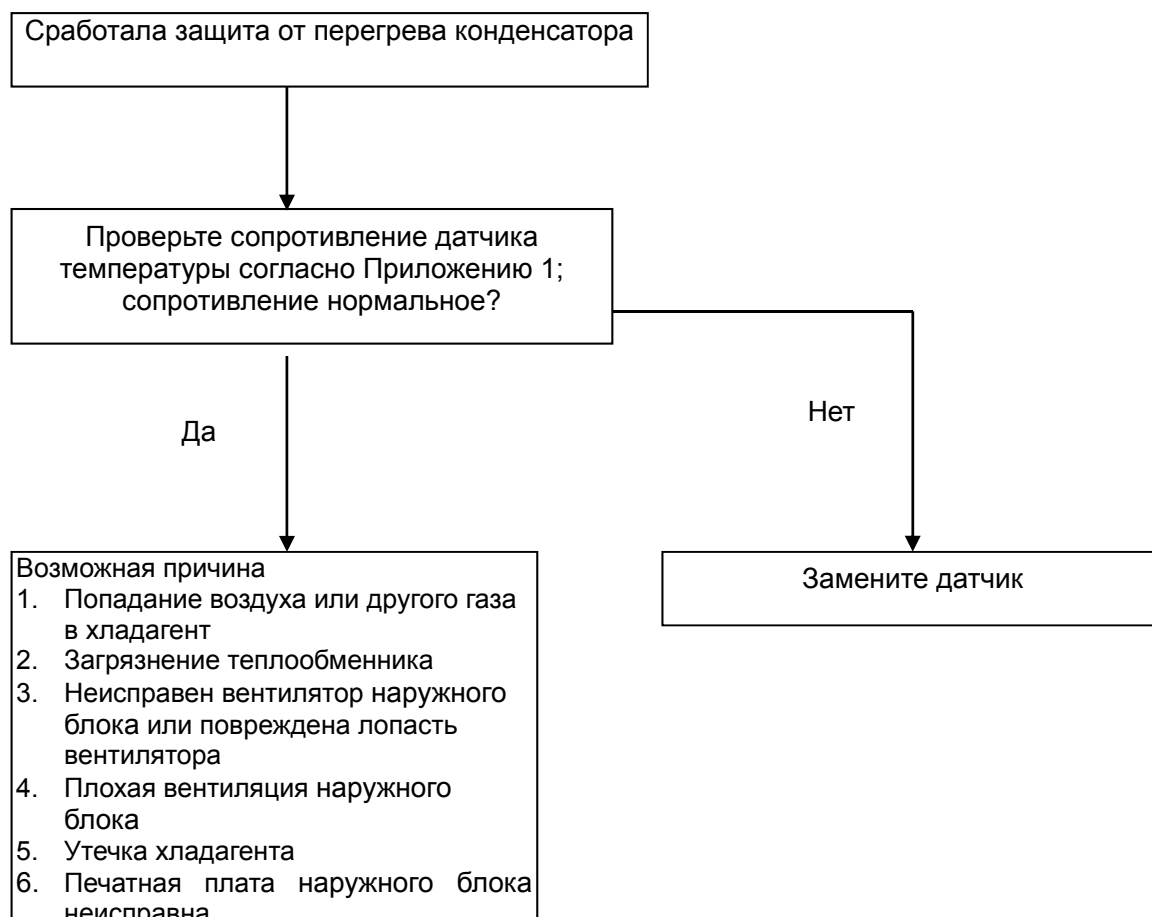 Сработала защита от перегрева конденсатора
Проверьте сопротивление датчика
температуры согласно Приложению 1;
сопротивление нормальное?
Да
Нет
Возможная причина
1. Попадание воздуха или другого газа
в хладагент
2. Загрязнение теплообменника
3. Неисправен вентилятор наружного
блока или повреждена лопасть
вентилятора
4. Плохая вентиляция наружного
блока
5. Утечка хладагента
6. Печатная плата наружного блока
неисправна
Замените датчик